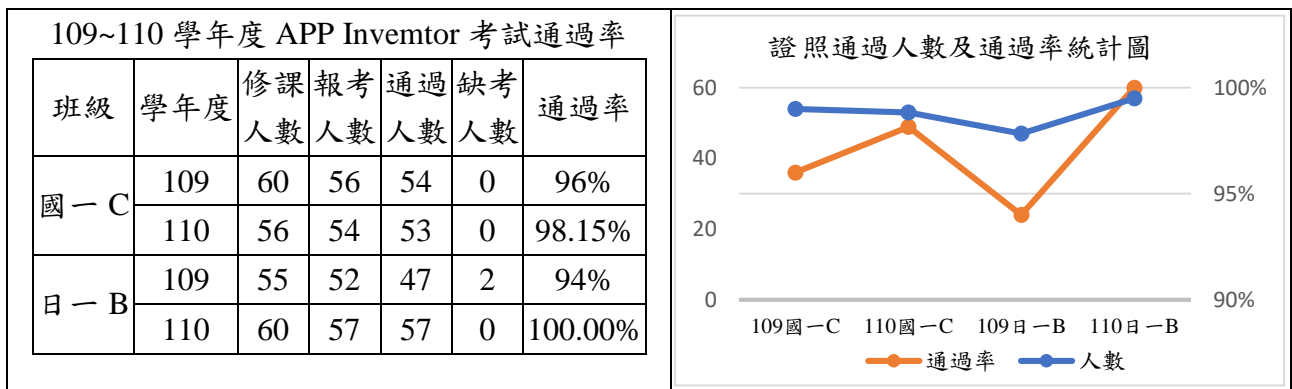 109~110 學年度 APP Invemtor 考試通過率
班級 學年度 修課人數 報考人數 通過人數 缺考人數 通過率
國一 C 109 60 56 54 0 96%
110 56 54 53 0 98.15%
日一 B 109 55 52 47 2 94%
110 60 57 57 0 100.00%
證照通過人數及通過率統計圖
60 100%
40
95%
20
0 90%
109國一C 110國一C 109日一B 110日一B
通過率 人數